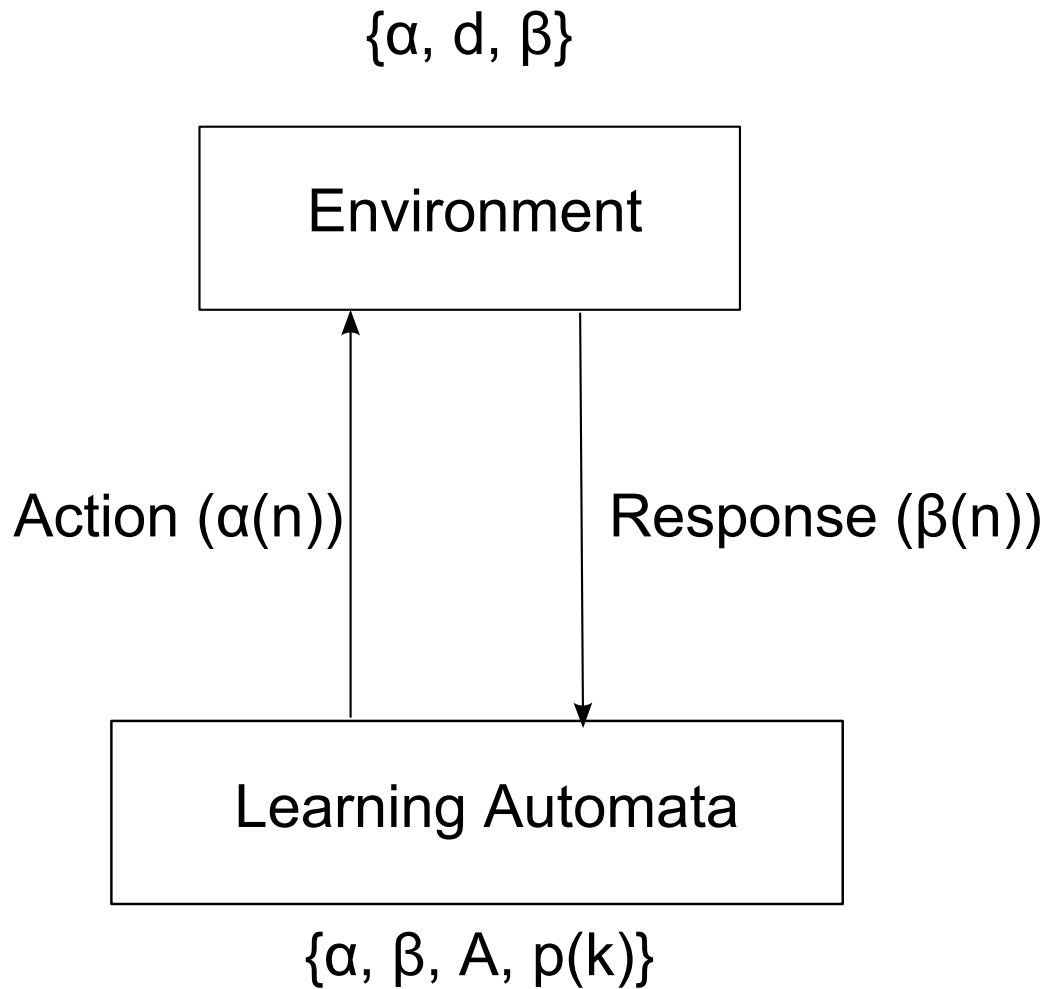 {α, d, β}
Environment
Action (α(n))
Response (β(n))
Learning Automata
{α, β, A, p(k)}